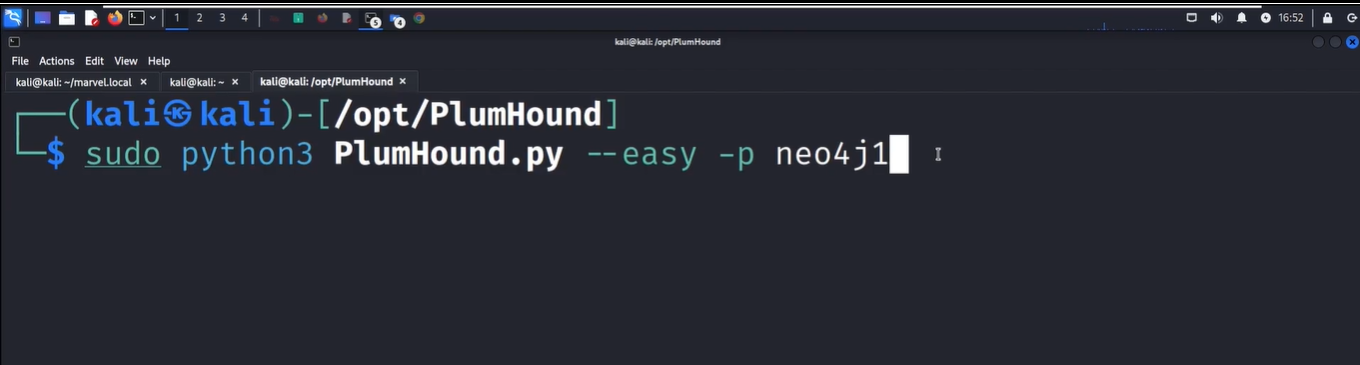 1 2 3 4 5 4 16:52
kali@kali: /opt/PlumHound
File Actions Edit View Help
kali@kali: ~/marvel.local × kali@kali: ~ × kali@kali: /opt/PlumHound ×
┌──(kali㉿kali)-[/opt/PlumHound]
└─$ sudo python3 PlumHound.py --easy -p neo4j1